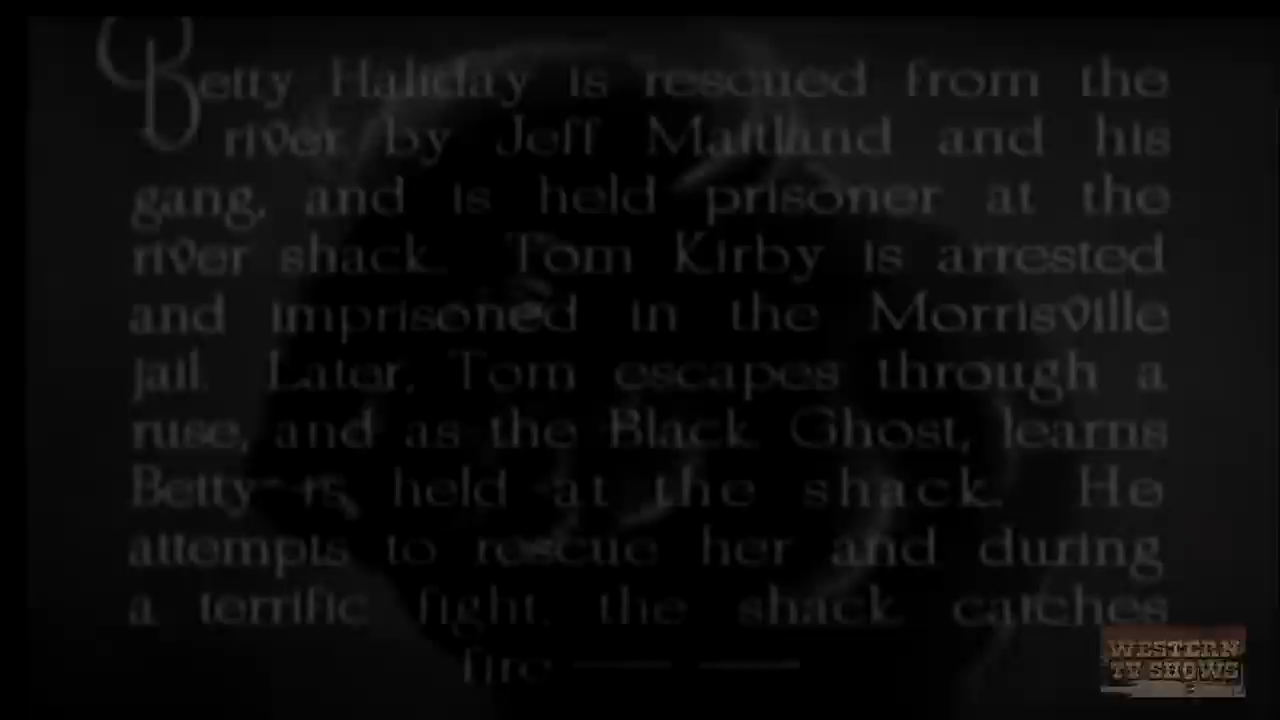 Betty Haliday is rescued from the
river by Jeff Maitland and his
gang, and is held prisoner at the
river shack. Tom Kirby is arrested
and imprisoned in the Morrisville
jail. Later, Tom escapes through a
ruse, and as the Black Ghost, learns
Betty is held at the shack. He
attempts to rescue her and during
a terrific fight, the shack catches
fire — —
WESTERN
TV SHOWS